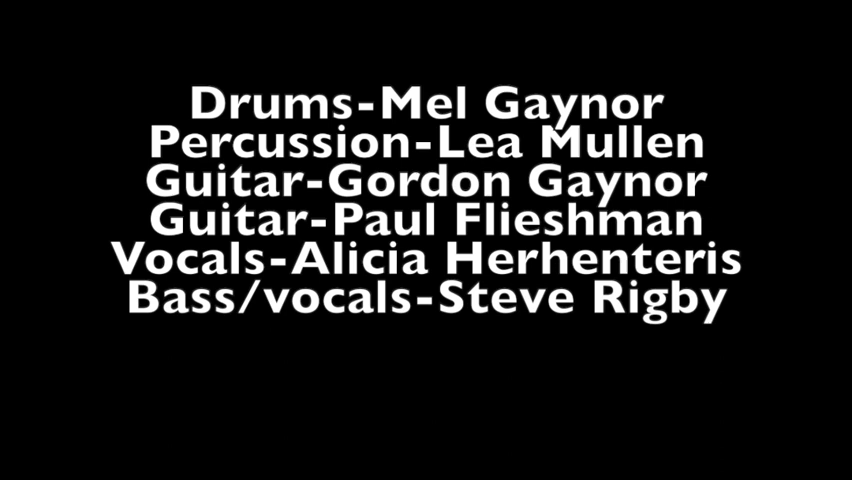 Drums-Mel Gaynor
Percussion-Lea Mullen
Guitar-Gordon Gaynor
Guitar-Paul Flieshman
Vocals-Alicia Herhenteris
Bass/vocals-Steve Rigby